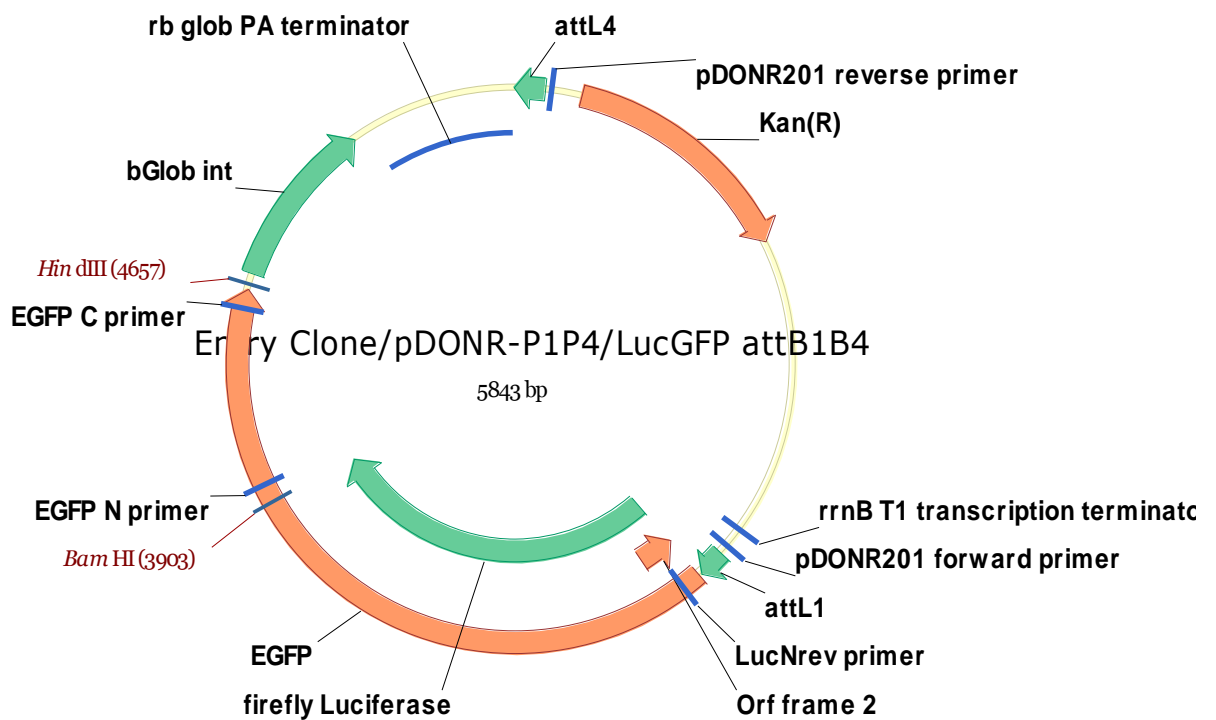 rb glob PA terminator
attL4
pDONR201 reverse primer
Kan(R)
bGlob int
Hin dIII (4657)
EGFP C primer
Entry Clone/pDONR-P1P4/LucGFP attB1B4
5843 bp
EGFP N primer
Bam HI (3903)
rrnB T1 transcription terminato
pDONR201 forward primer
attL1
EGFP
LucNrev primer
firefly Luciferase
Orf frame 2